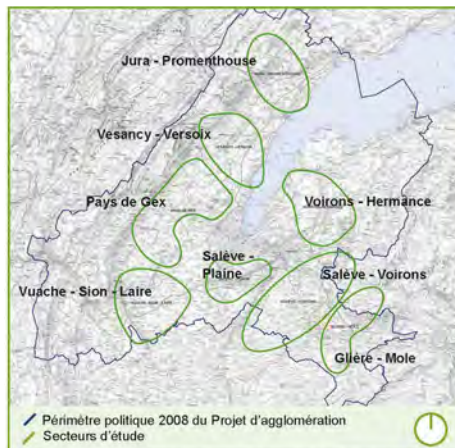 Jura - Promenthouse
Vesancy - Versoix
Pays de Gex
Voirons - Hermance
Salève -
Plaine
Salève - Voirons
Vuache - Sion - Laire
Glière - Mole
Périmètre politique 2008 du Projet d'agglomération
Secteurs d'étude